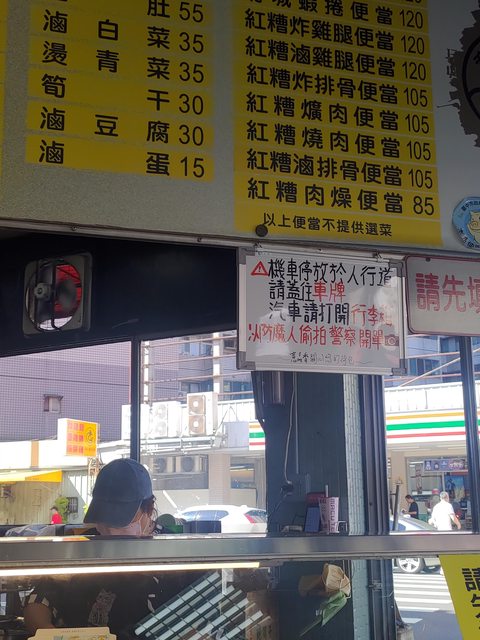 肚 55
滷白菜 35
燙青菜 35
筍干 30
滷豆腐 30
滷蛋 15
蝦捲便當 120
紅糟炸雞腿便當 120
紅糟滷雞腿便當 120
紅糟炸排骨便當 105
紅糟爌肉便當 105
紅糟燒肉便當 105
紅糟滷排骨便當 105
紅糟肉燥便當 85
以上便當不提供選菜
機車停放於人行道
請蓋住車牌
汽車請打開行李
以防魔人偷拍警察開單
請先填